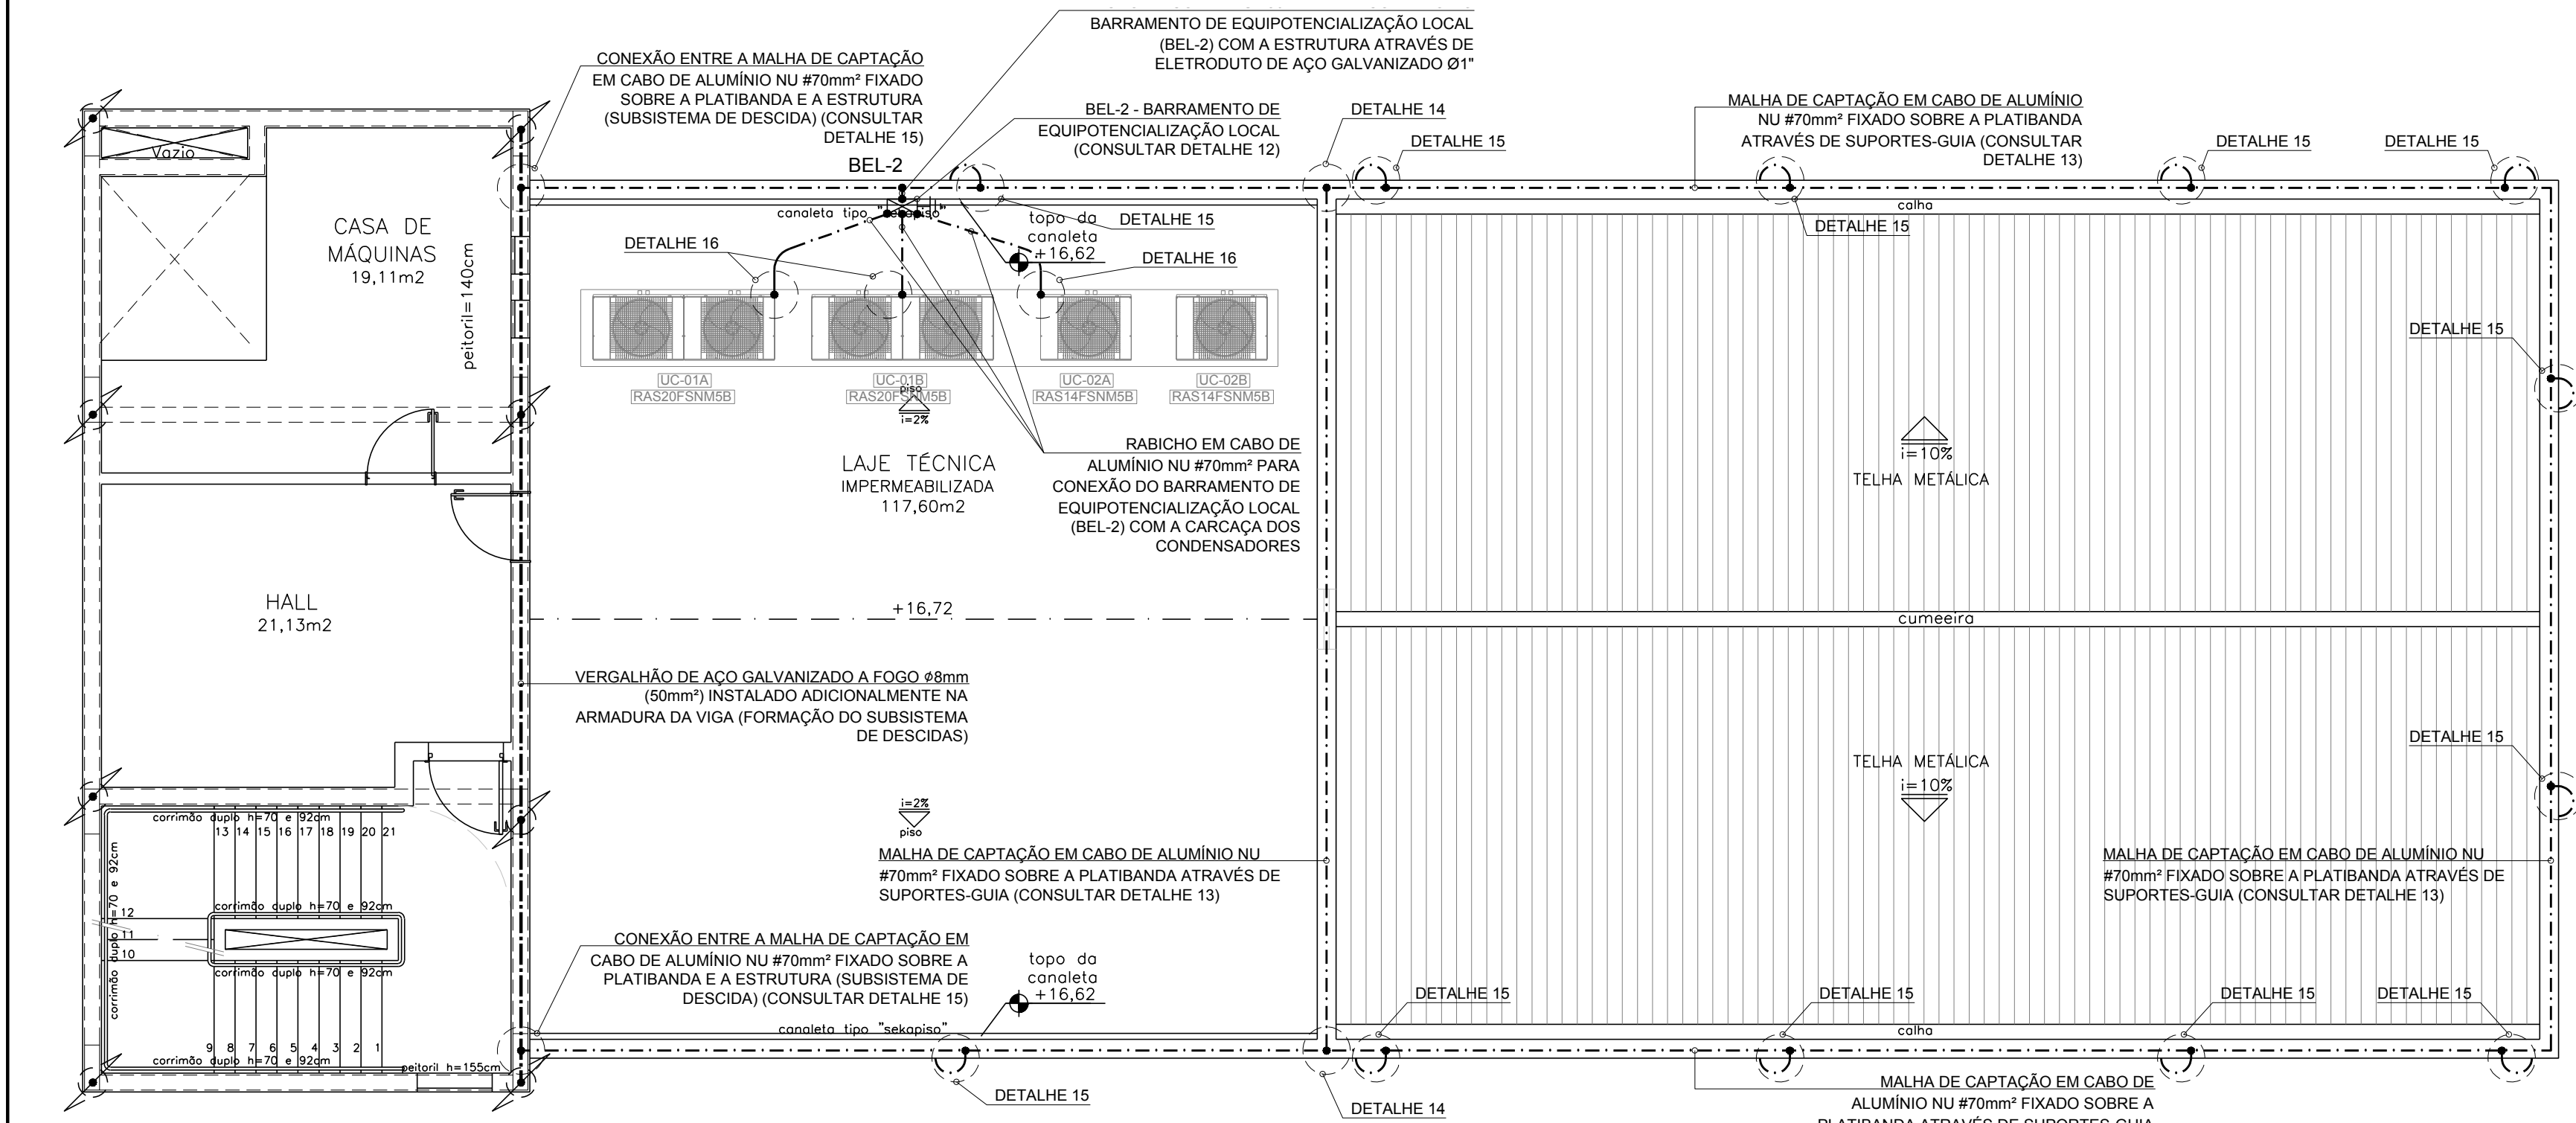 BARRAMENTO DE EQUIPOTENCIALIZAÇÃO LOCAL
(BEL-2) COM A ESTRUTURA ATRAVÉS DE
ELETRODUTO DE AÇO GALVANIZADO Ø1"
CONEXÃO ENTRE A MALHA DE CAPTAÇÃO
EM CABO DE ALUMÍNIO NU #70mm² FIXADO
SOBRE A PLATIBANDA E A ESTRUTURA
(SUBSISTEMA DE DESCIDA) (CONSULTAR
DETALHE 15)
BEL-2 - BARRAMENTO DE
EQUIPOTENCIALIZAÇÃO LOCAL
(CONSULTAR DETALHE 12)
DETALHE 14
DETALHE 15
MALHA DE CAPTAÇÃO EM CABO DE ALUMÍNIO
NU #70mm² FIXADO SOBRE A PLATIBANDA
ATRAVÉS DE SUPORTES-GUIA (CONSULTAR
DETALHE 13)
DETALHE 15
DETALHE 15
BEL-2
Vazio
CASA DE
MÁQUINAS
19,11m2
peitoril=140cm
canaleta tipo "sekapiso"
topo da
canaleta
+16,62
DETALHE 15
DETALHE 16
DETALHE 16
calha
DETALHE 15
DETALHE 15
UC-01A
RAS20FSNM5B
UC-01B
RAS20FSNM5B
UC-02A
RAS14FSNM5B
UC-02B
RAS14FSNM5B
piso
i=2%
LAJE TÉCNICA
IMPERMEABILIZADA
117,60m2
RABICHO EM CABO DE
ALUMÍNIO NU #70mm² PARA
CONEXÃO DO BARRAMENTO DE
EQUIPOTENCIALIZAÇÃO LOCAL
(BEL-2) COM A CARCAÇA DOS
CONDENSADORES
i=10%
TELHA METÁLICA
HALL
21,13m2
+16,72
cumeeira
VERGALHÃO DE AÇO GALVANIZADO A FOGO ø8mm
(50mm²) INSTALADO ADICIONALMENTE NA
ARMADURA DA VIGA (FORMAÇÃO DO SUBSISTEMA
DE DESCIDAS)
DETALHE 15
TELHA METÁLICA
i=10%
i=2%
piso
corrimão duplo h=70 e 92cm
13 14 15 16 17 18 19 20 21
corrimão duplo h=70 e 92cm
MALHA DE CAPTAÇÃO EM CABO DE ALUMÍNIO NU
#70mm² FIXADO SOBRE A PLATIBANDA ATRAVÉS DE
SUPORTES-GUIA (CONSULTAR DETALHE 13)
MALHA DE CAPTAÇÃO EM CABO DE ALUMÍNIO NU
#70mm² FIXADO SOBRE A PLATIBANDA ATRAVÉS DE
SUPORTES-GUIA (CONSULTAR DETALHE 13)
corrimão duplo h=70 e 92cm
12
11
10
corrimão duplo h=70 e 92cm
corrimão duplo h=70 e 92cm
CONEXÃO ENTRE A MALHA DE CAPTAÇÃO EM
CABO DE ALUMÍNIO NU #70mm² FIXADO SOBRE A
PLATIBANDA E A ESTRUTURA (SUBSISTEMA DE
DESCIDA) (CONSULTAR DETALHE 15)
topo da
canaleta
+16,62
DETALHE 15
DETALHE 15
DETALHE 15
DETALHE 15
canaleta tipo "sekapiso"
calha
9 8 7 6 5 4 3 2 1
corrimão duplo h=70 e 92cm
peitoril h=155cm
DETALHE 15
DETALHE 14
MALHA DE CAPTAÇÃO EM CABO DE
ALUMÍNIO NU #70mm² FIXADO SOBRE A
PLATIBANDA ATRAVÉS DE SUPORTES-GUIA